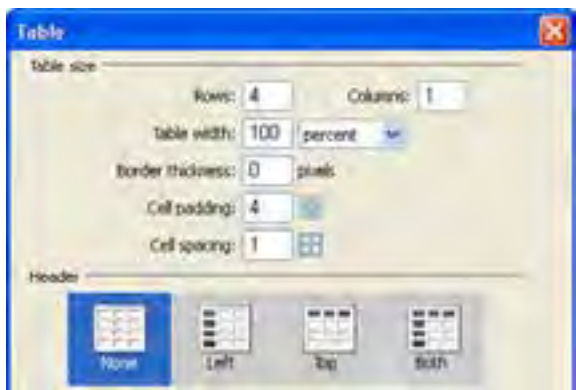 Table
Table size
Rows: 4 Columns: 1
Table width: 100 percent
Border thickness: 0 pixels
Cell padding: 4
Cell spacing: 1
Header
None Left Top Both